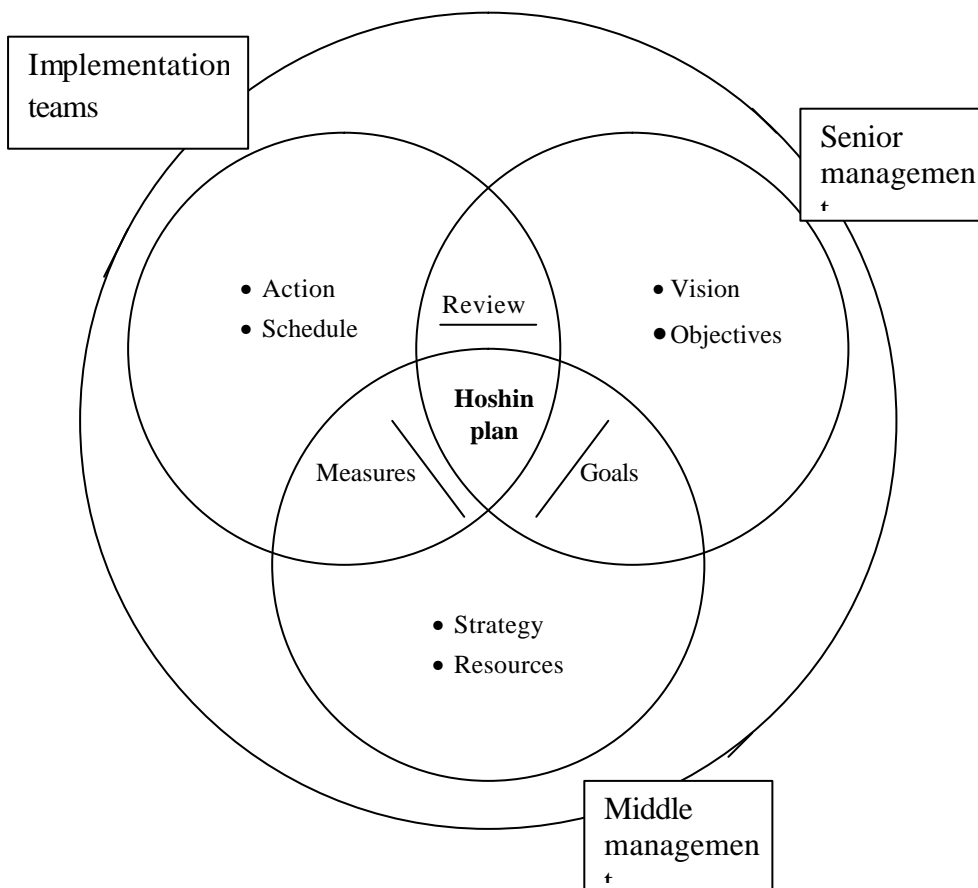 Implementation
teams
Senior
managemen
t
• Action
• Schedule
Review
• Vision
• Objectives
Hoshin
plan
Measures
Goals
• Strategy
• Resources
Middle
managemen
t